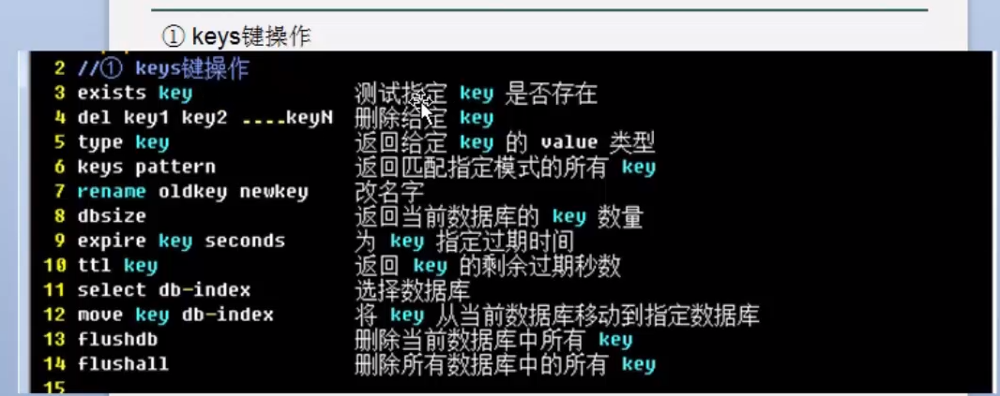 ① keys键操作
2 //① keys键操作
3 exists key 测试指定 key 是否存在
4 del key1 key2 ....keyN 删除给定 key
5 type key 返回给定 key 的 value 类型
6 keys pattern 返回匹配指定模式的所有 key
7 rename oldkey newkey 改名字
8 dbsize 返回当前数据库的 key 数量
9 expire key seconds 为 key 指定过期时间
10 ttl key 返回 key 的剩余过期秒数
11 select db-index 选择数据库
12 move key db-index 将 key 从当前数据库移动到指定数据库
13 flushdb 删除当前数据库中所有 key
14 flushall 删除所有数据库中的所有 key
15